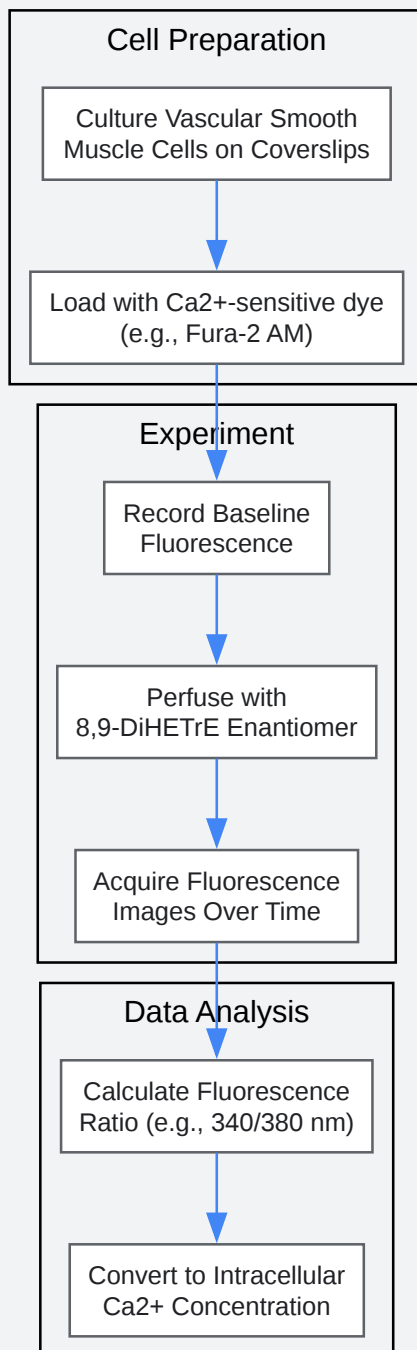 Cell Preparation
Culture Vascular Smooth
Muscle Cells on Coverslips
Load with Ca2+-sensitive dye
(e.g., Fura-2 AM)
Experiment
Record Baseline
Fluorescence
Perfuse with
8,9-DiHETrE Enantiomer
Acquire Fluorescence
Images Over Time
Data Analysis
Calculate Fluorescence
Ratio (e.g., 340/380 nm)
Convert to Intracellular
Ca2+ Concentration